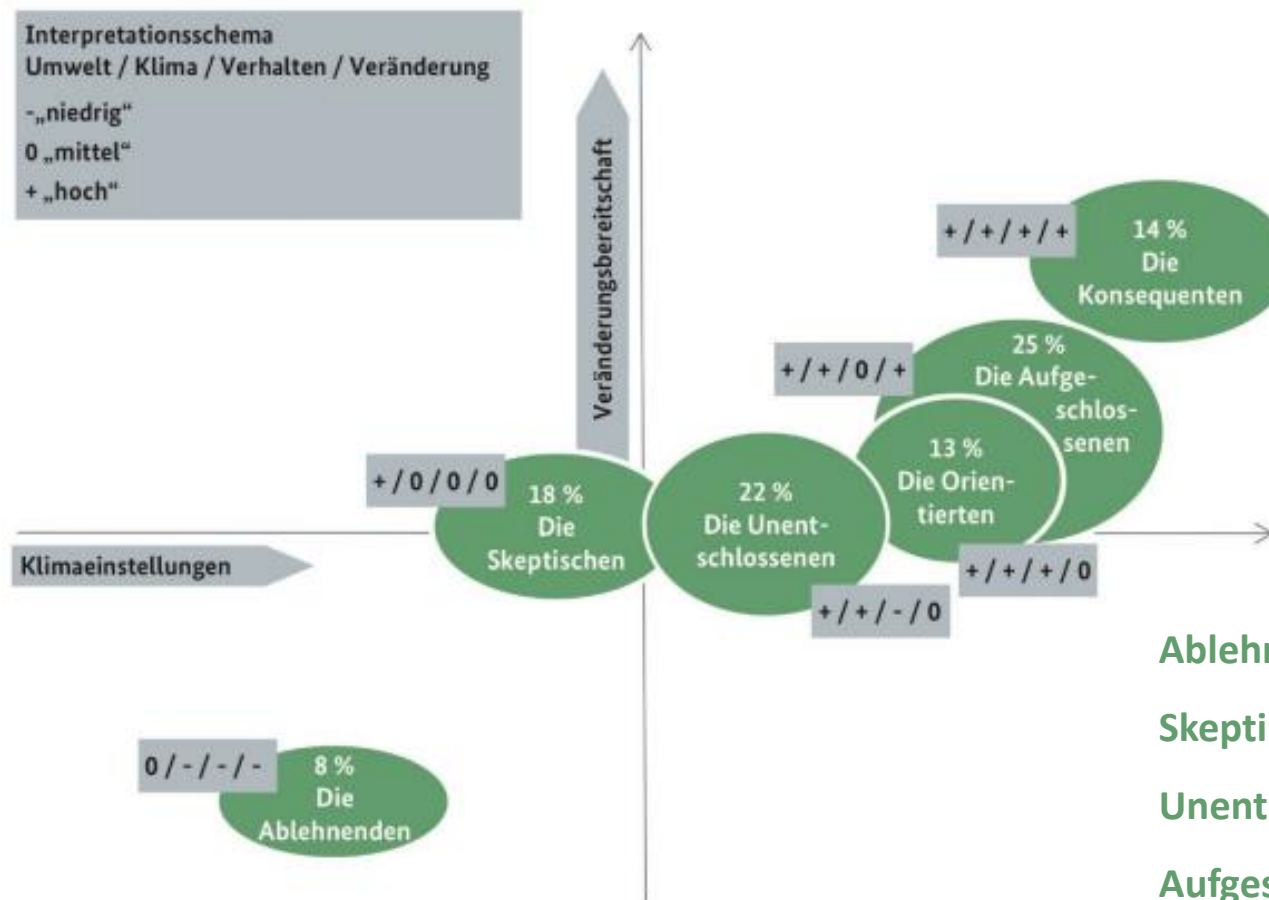 Interpretationsschema
Umwelt / Klima / Verhalten / Veränderung
-„niedrig“
0 „mittel“
+ „hoch“
Veränderungsbereitschaft
+ / + / + / +
14 %
Die
Konsequenten
+ / + / 0 / +
25 %
Die Aufge-
schlos-
senen
13 %
Die Orien-
tierten
+ / + / + / 0
+ / 0 / 0 / 0
18 %
Die
Skeptischen
22 %
Die Unent-
schlossenen
+ / + / - / 0
Klimaeinstellungen
0 / - / - / -
8 %
Die
Ablehnenden